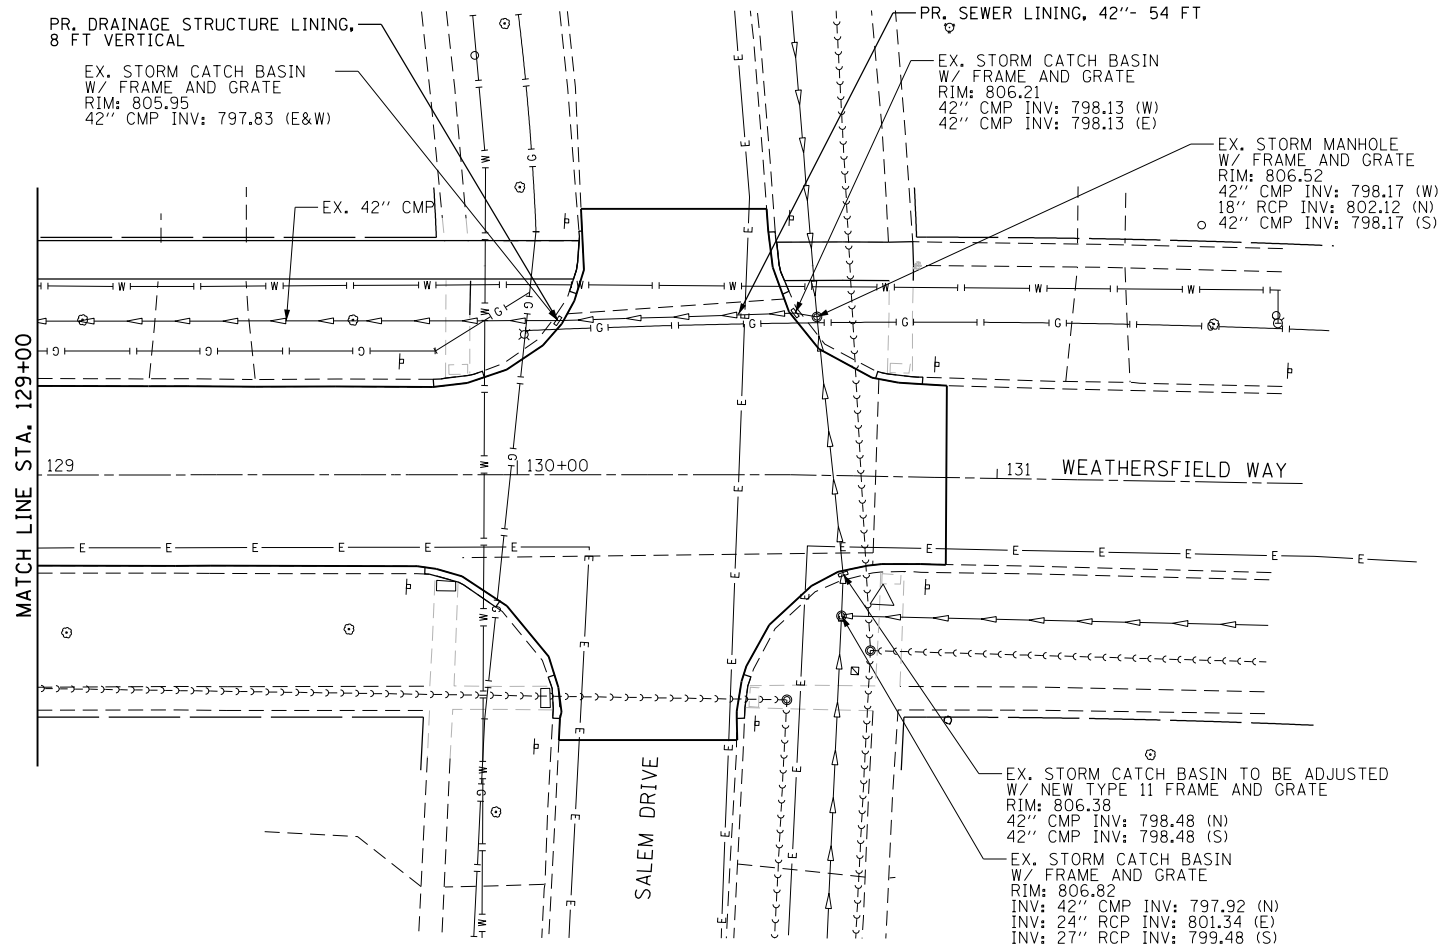 PR. DRAINAGE STRUCTURE LINING,
8 FT VERTICAL
EX. STORM CATCH BASIN
W/ FRAME AND GRATE
RIM: 805.95
42" CMP INV: 797.83 (E&W)
PR. SEWER LINING, 42"- 54 FT
EX. STORM CATCH BASIN
W/ FRAME AND GRATE
RIM: 806.21
42" CMP INV: 798.13 (W)
42" CMP INV: 798.13 (E)
EX. STORM MANHOLE
W/ FRAME AND GRATE
RIM: 806.52
42" CMP INV: 798.17 (W)
18" RCP INV: 802.12 (N)
42" CMP INV: 798.17 (S)
EX. 42" CMP
MATCH LINE STA. 129+00
129
130+00
131
WEATHERSFIELD WAY
SALEM DRIVE
EX. STORM CATCH BASIN TO BE ADJUSTED
W/ NEW TYPE 11 FRAME AND GRATE
RIM: 806.38
42" CMP INV: 798.48 (N)
42" CMP INV: 798.48 (S)
EX. STORM CATCH BASIN
W/ FRAME AND GRATE
RIM: 806.82
INV: 42" CMP INV: 797.92 (N)
INV: 24" RCP INV: 801.34 (E)
INV: 27" RCP INV: 799.48 (S)